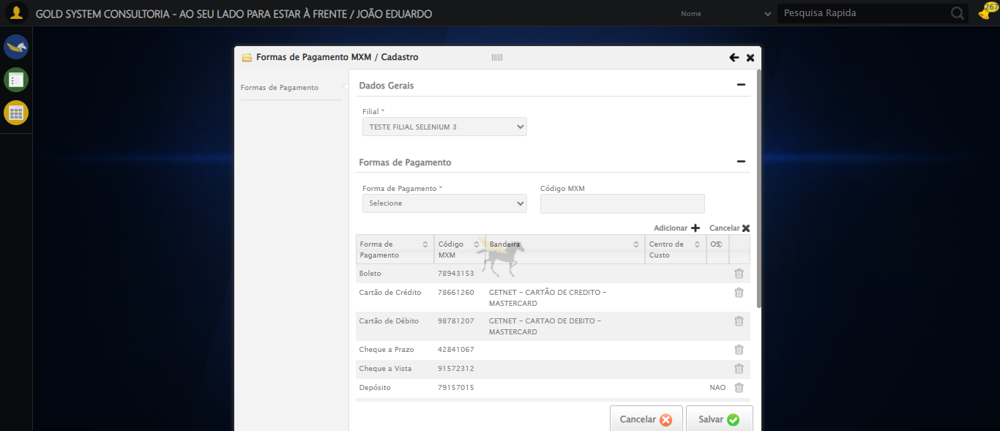 GOLD SYSTEM CONSULTORIA - AO SEU LADO PARA ESTAR À FRENTE / JOÃO EDUARDO
Nome
Pesquisa Rapida
267
Formas de Pagamento MXM / Cadastro
Formas de Pagamento
Dados Gerais
Filial *
TESTE FILIAL SELENIUM 3
Formas de Pagamento
Forma de Pagamento * Código MXM
Selecione
Adicionar Cancelar
Forma de Pagamento Código MXM Bandeira Centro de Custo OS
Boleto 78943153
Cartão de Crédito 78661260 GETNET - CARTÃO DE CREDITO -
MASTERCARD
Cartão de Débito 98781207 GETNET - CARTAO DE DEBITO -
MASTERCARD
Cheque a Prazo 42841067
Cheque a Vista 91572312
Depósito 79157015 NAO
Cancelar Salvar